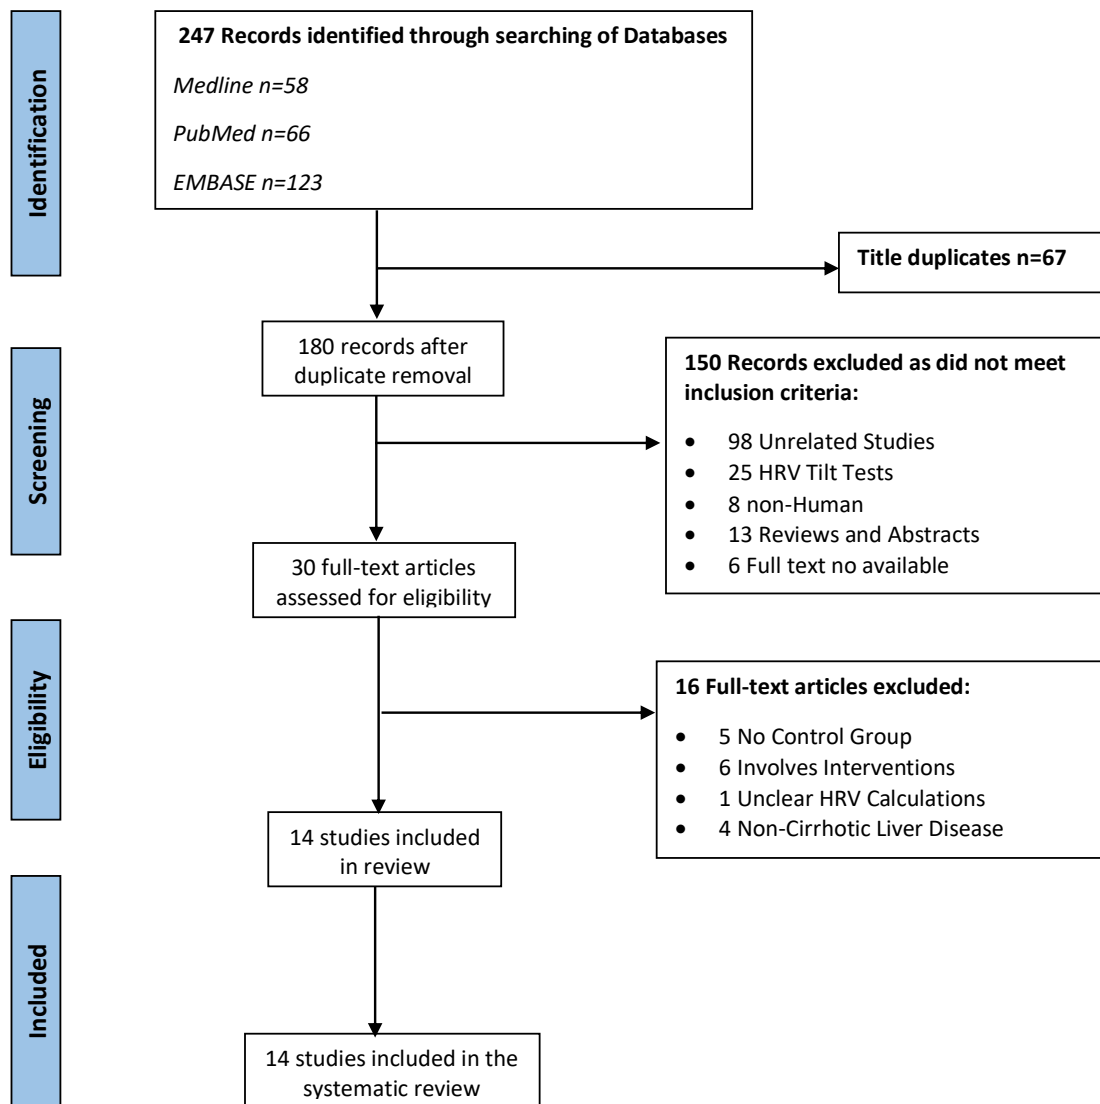 Identification
247 Records identified through searching of Databases
Medline n=58
PubMed n=66
EMBASE n=123
Title duplicates n=67
Screening
180 records after
duplicate removal
150 Records excluded as did not meet
inclusion criteria:
• 98 Unrelated Studies
• 25 HRV Tilt Tests
• 8 non-Human
• 13 Reviews and Abstracts
• 6 Full text no available
30 full-text articles
assessed for eligibility
Eligibility
16 Full-text articles excluded:
• 5 No Control Group
• 6 Involves Interventions
• 1 Unclear HRV Calculations
• 4 Non-Cirrhotic Liver Disease
14 studies included
in review
Included
14 studies included in the
systematic review